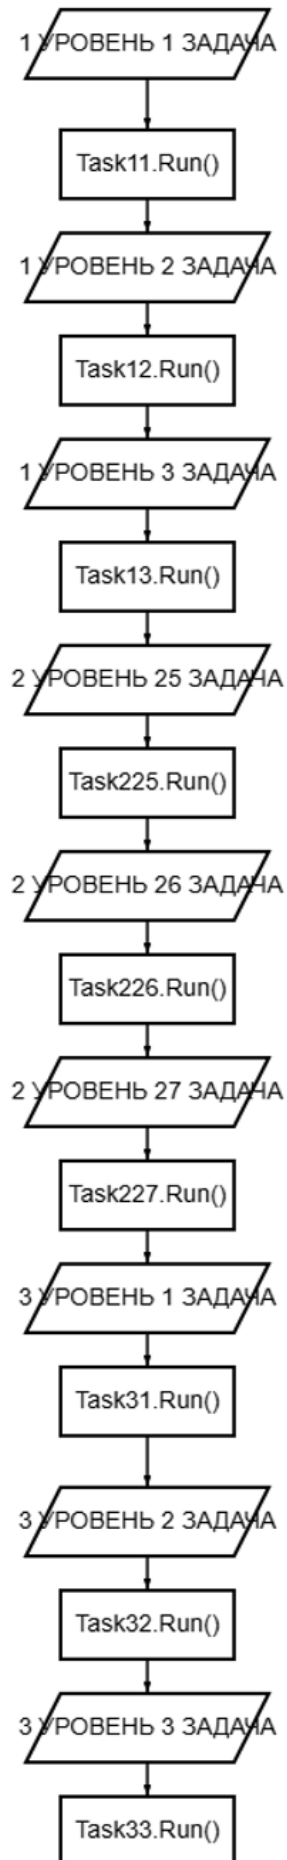 1 УРОВЕНЬ 1 ЗАДАЧА
Task11.Run()
1 УРОВЕНЬ 2 ЗАДАЧА
Task12.Run()
1 УРОВЕНЬ 3 ЗАДАЧА
Task13.Run()
2 УРОВЕНЬ 25 ЗАДАЧА
Task225.Run()
2 УРОВЕНЬ 26 ЗАДАЧА
Task226.Run()
2 УРОВЕНЬ 27 ЗАДАЧА
Task227.Run()
3 УРОВЕНЬ 1 ЗАДАЧА
Task31.Run()
3 УРОВЕНЬ 2 ЗАДАЧА
Task32.Run()
3 УРОВЕНЬ 3 ЗАДАЧА
Task33.Run()